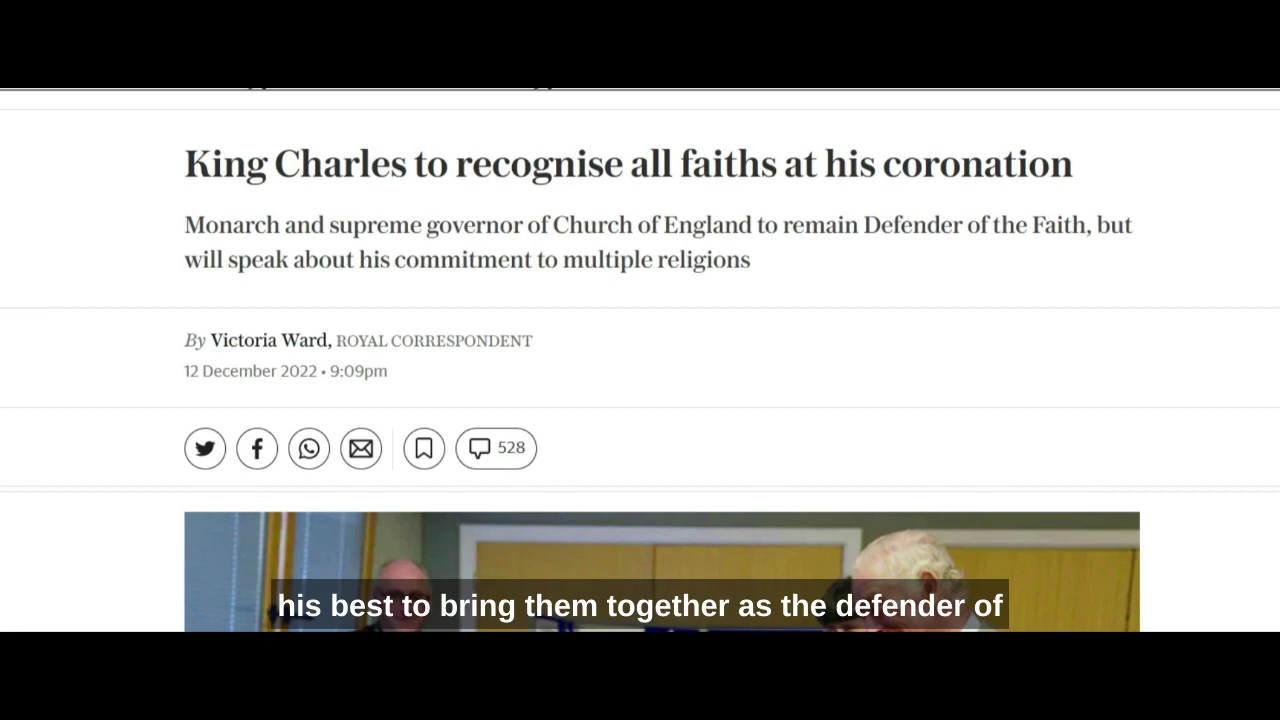 King Charles to recognise all faiths at his coronation
Monarch and supreme governor of Church of England to remain Defender of the Faith, but
will speak about his commitment to multiple religions
By Victoria Ward, ROYAL CORRESPONDENT
12 December 2022 • 9:09pm
528
his best to bring them together as the defender of